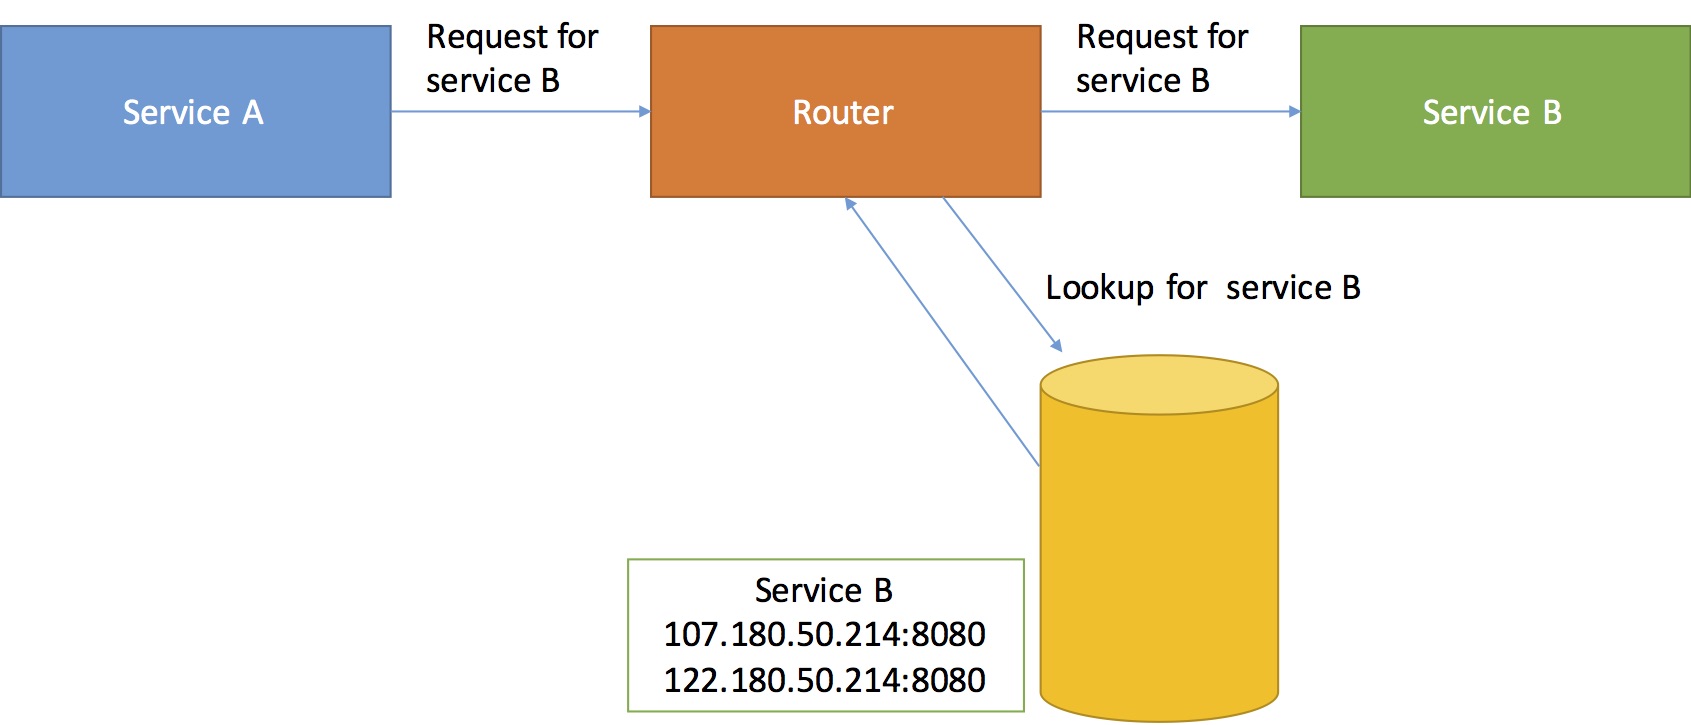 Request for
service B
Request for
service B
Service A
Router
Service B
Lookup for service B
Service B
107.180.50.214:8080
122.180.50.214:8080